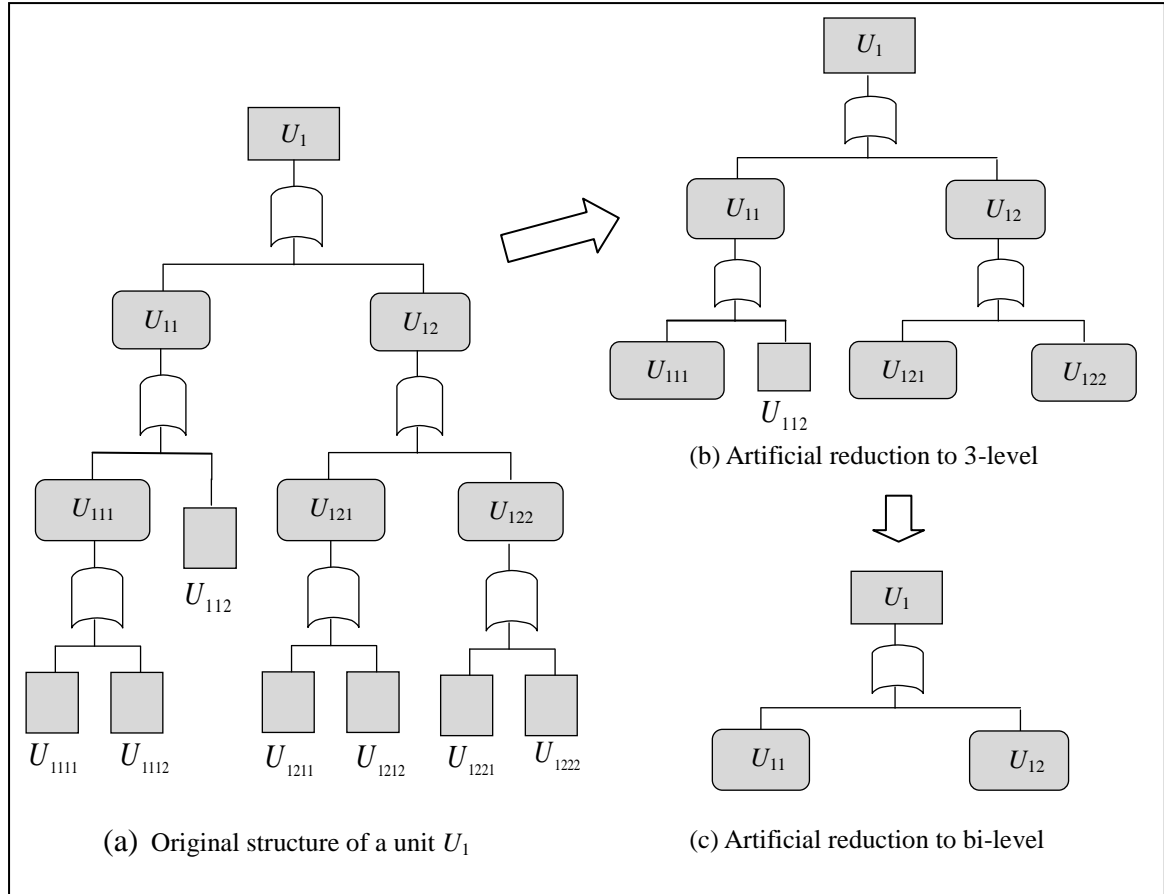 U1
U11
U12
U111
U112
U121
U122
U1111
U1112
U1211
U1212
U1221
U1222
(a) Original structure of a unit U1
U1
U11
U12
U111
U112
U121
U122
(b) Artificial reduction to 3-level
U1
U11
U12
(c) Artificial reduction to bi-level